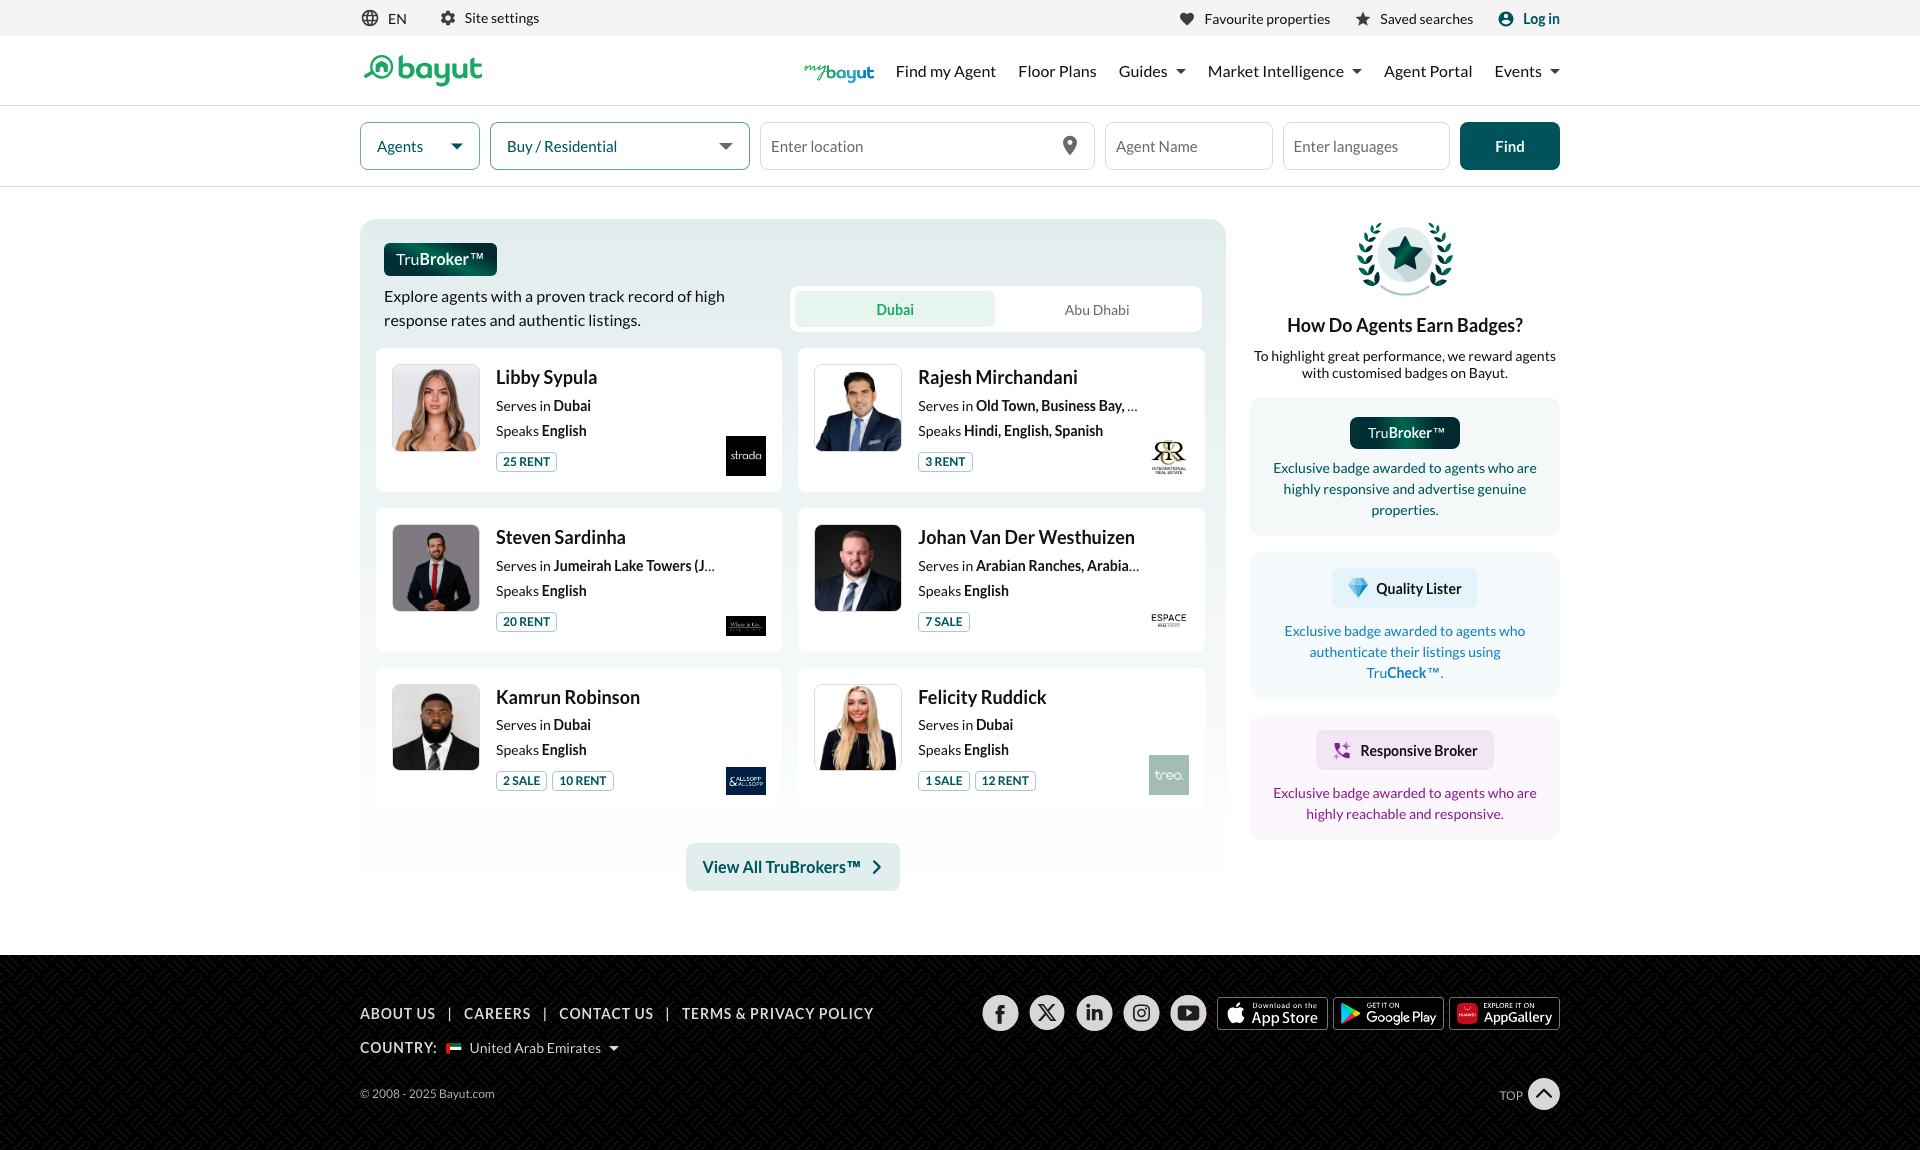 EN
Site settings
Favourite properties
Saved searches
Log in
bayut
mybayut
Find my Agent
Floor Plans
Guides
Market Intelligence
Agent Portal
Events
Agents
Buy / Residential
Enter location
Agent Name
Enter languages
Find
TruBroker™
Explore agents with a proven track record of high
response rates and authentic listings.
Dubai
Abu Dhabi
Libby Sypula
Serves in Dubai
Speaks English
25 RENT
strada
Rajesh Mirchandani
Serves in Old Town, Business Bay, ...
Speaks Hindi, English, Spanish
3 RENT
INTERNATIONAL
REAL ESTATE
Steven Sardinha
Serves in Jumeirah Lake Towers (J...
Speaks English
20 RENT
White & Co.
Johan Van Der Westhuizen
Serves in Arabian Ranches, Arabia...
Speaks English
7 SALE
ESPACE
Kamrun Robinson
Serves in Dubai
Speaks English
2 SALE
10 RENT
ALLSOPP
&ALLSOPP
Felicity Ruddick
Serves in Dubai
Speaks English
1 SALE
12 RENT
treo.
View All TruBrokers™
How Do Agents Earn Badges?
To highlight great performance, we reward agents
with customised badges on Bayut.
TruBroker™
Exclusive badge awarded to agents who are
highly responsive and advertise genuine
properties.
Quality Lister
Exclusive badge awarded to agents who
authenticate their listings using
TruCheck™.
Responsive Broker
Exclusive badge awarded to agents who are
highly reachable and responsive.
ABOUT US | CAREERS | CONTACT US | TERMS & PRIVACY POLICY
Download on the
App Store
GET IT ON
Google Play
HUAWEI
EXPLORE IT ON
AppGallery
COUNTRY:
United Arab Emirates
© 2008 - 2025 Bayut.com
TOP